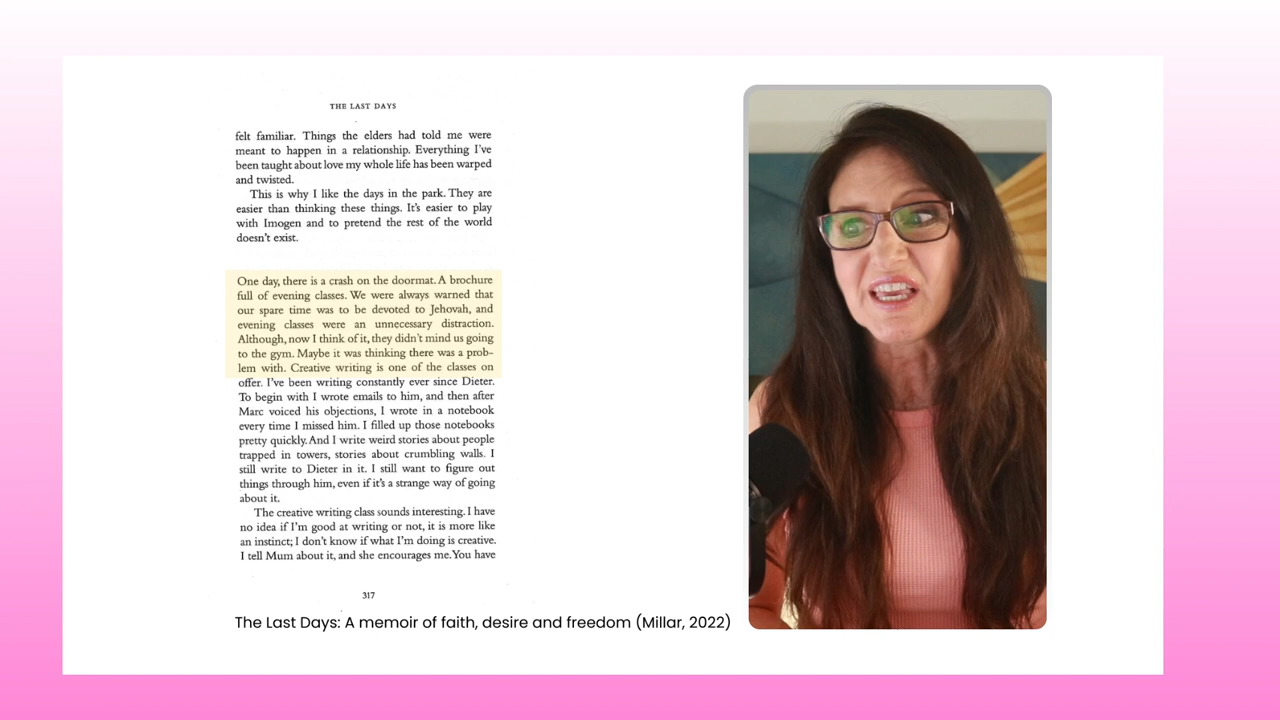 THE LAST DAYS
felt familiar. Things the elders had told me were
meant to happen in a relationship. Everything I've
been taught about love my whole life has been warped
and twisted.
This is why I like the days in the park. They are
easier than thinking these things. It's easier to play
with Imogen and to pretend the rest of the world
doesn't exist.
One day, there is a crash on the doormat. A brochure
full of evening classes. We were always warned that
our spare time was to be devoted to Jehovah, and
evening classes were an unnecessary distraction.
Although, now I think of it, they didn't mind us going
to the gym. Maybe it was thinking there was a prob-
lem with. Creative writing is one of the classes on
offer. I've been writing constantly ever since Dieter.
To begin with I wrote emails to him, and then after
Marc voiced his objections, I wrote in a notebook
every time I missed him. I filled up those notebooks
pretty quickly. And I write weird stories about people
trapped in towers, stories about crumbling walls. I
still write to Dieter in it. I still want to figure out
things through him, even if it's a strange way of going
about it.
The creative writing class sounds interesting. I have
no idea if I'm good at writing or not, it is more like
an instinct; I don't know if what I'm doing is creative.
I tell Mum about it, and she encourages me. You have
317
The Last Days: A memoir of faith, desire and freedom (Millar, 2022)